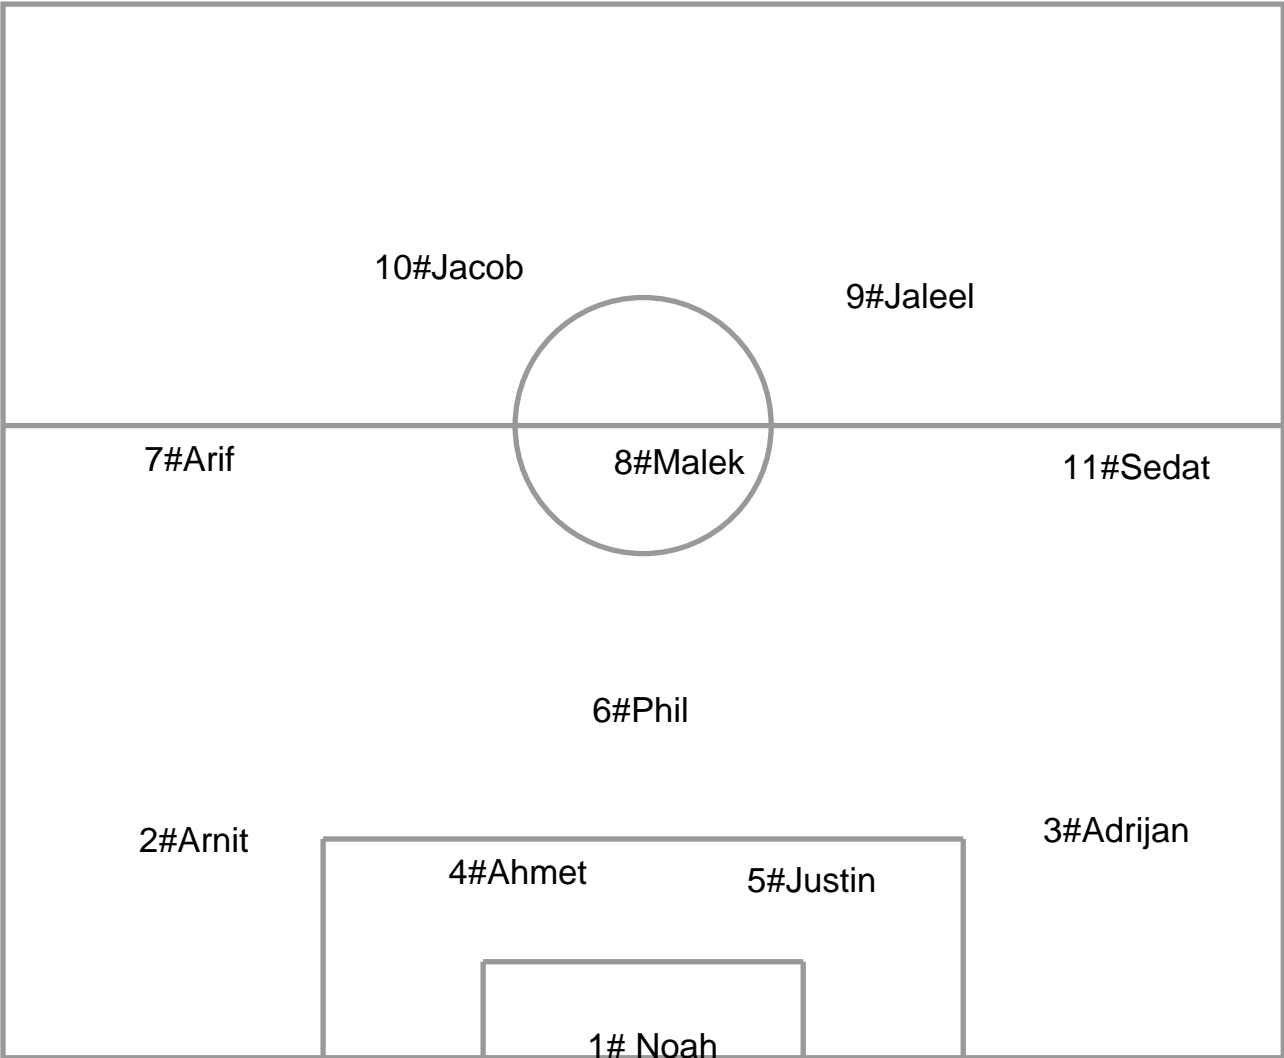 10#Jacob
9#Jaleel
7#Arif
8#Malek
11#Sedat
6#Phil
2#Arnit
3#Adrijan
4#Ahmet
5#Justin
1# Noah